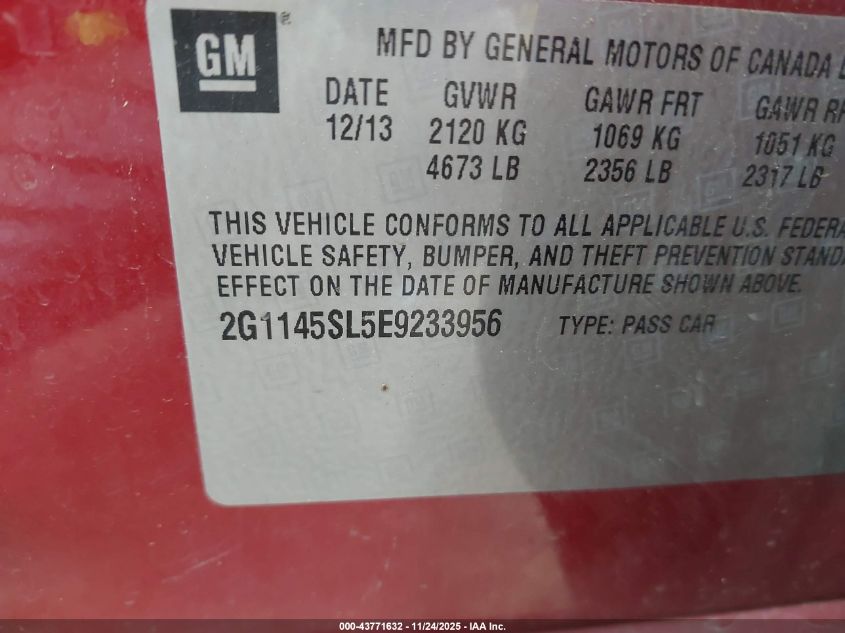 GM
MFD BY GENERAL MOTORS OF CANADA
DATE GVWR GAWR FRT GAWR RR
12/13 2120 KG 1069 KG 1051 KG
4673 LB 2356 LB 2317 LB
THIS VEHICLE CONFORMS TO ALL APPLICABLE U.S. FEDERA
VEHICLE SAFETY, BUMPER, AND THEFT PREVENTION STANDA
EFFECT ON THE DATE OF MANUFACTURE SHOWN ABOVE.
2G1145SL5E9233956 TYPE: PASS CAR
000-43771632 - 11/24/2025 - IAA Inc.